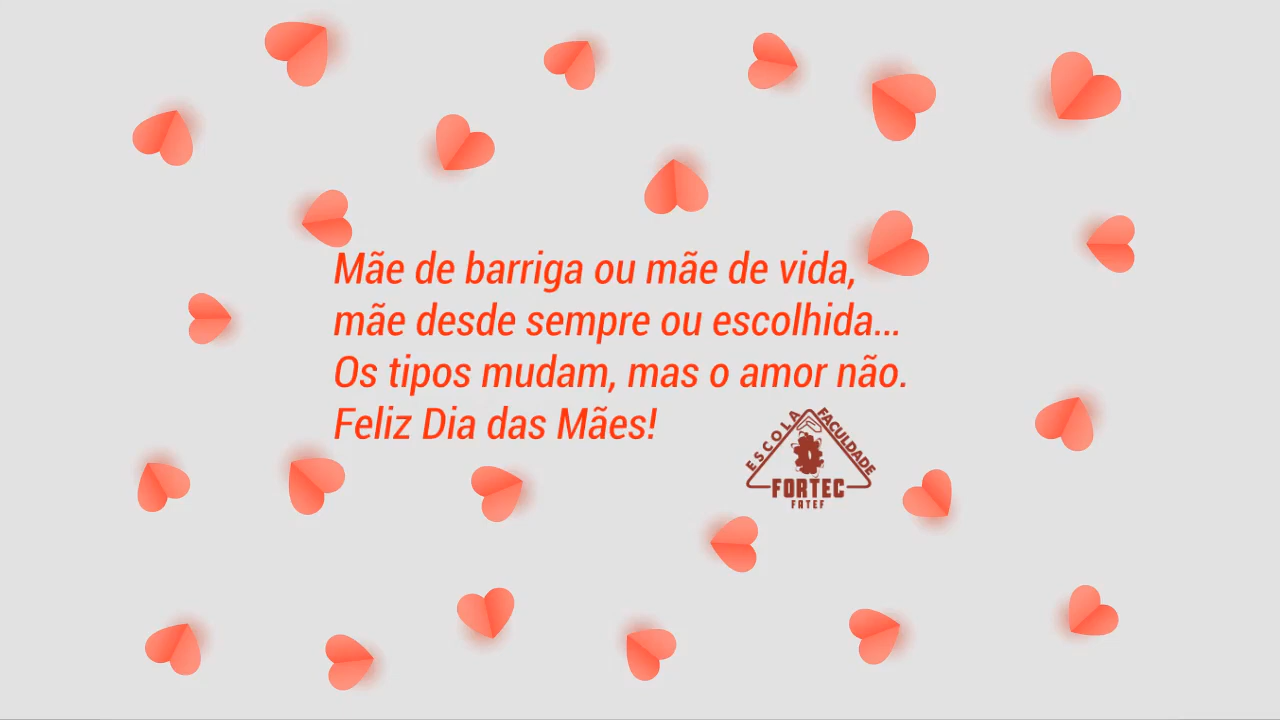 Mãe de barriga ou mãe de vida,
mãe desde sempre ou escolhida...
Os tipos mudam, mas o amor não.
Feliz Dia das Mães!
ESCOLA
FACULDADE
FORTEC
FATEF